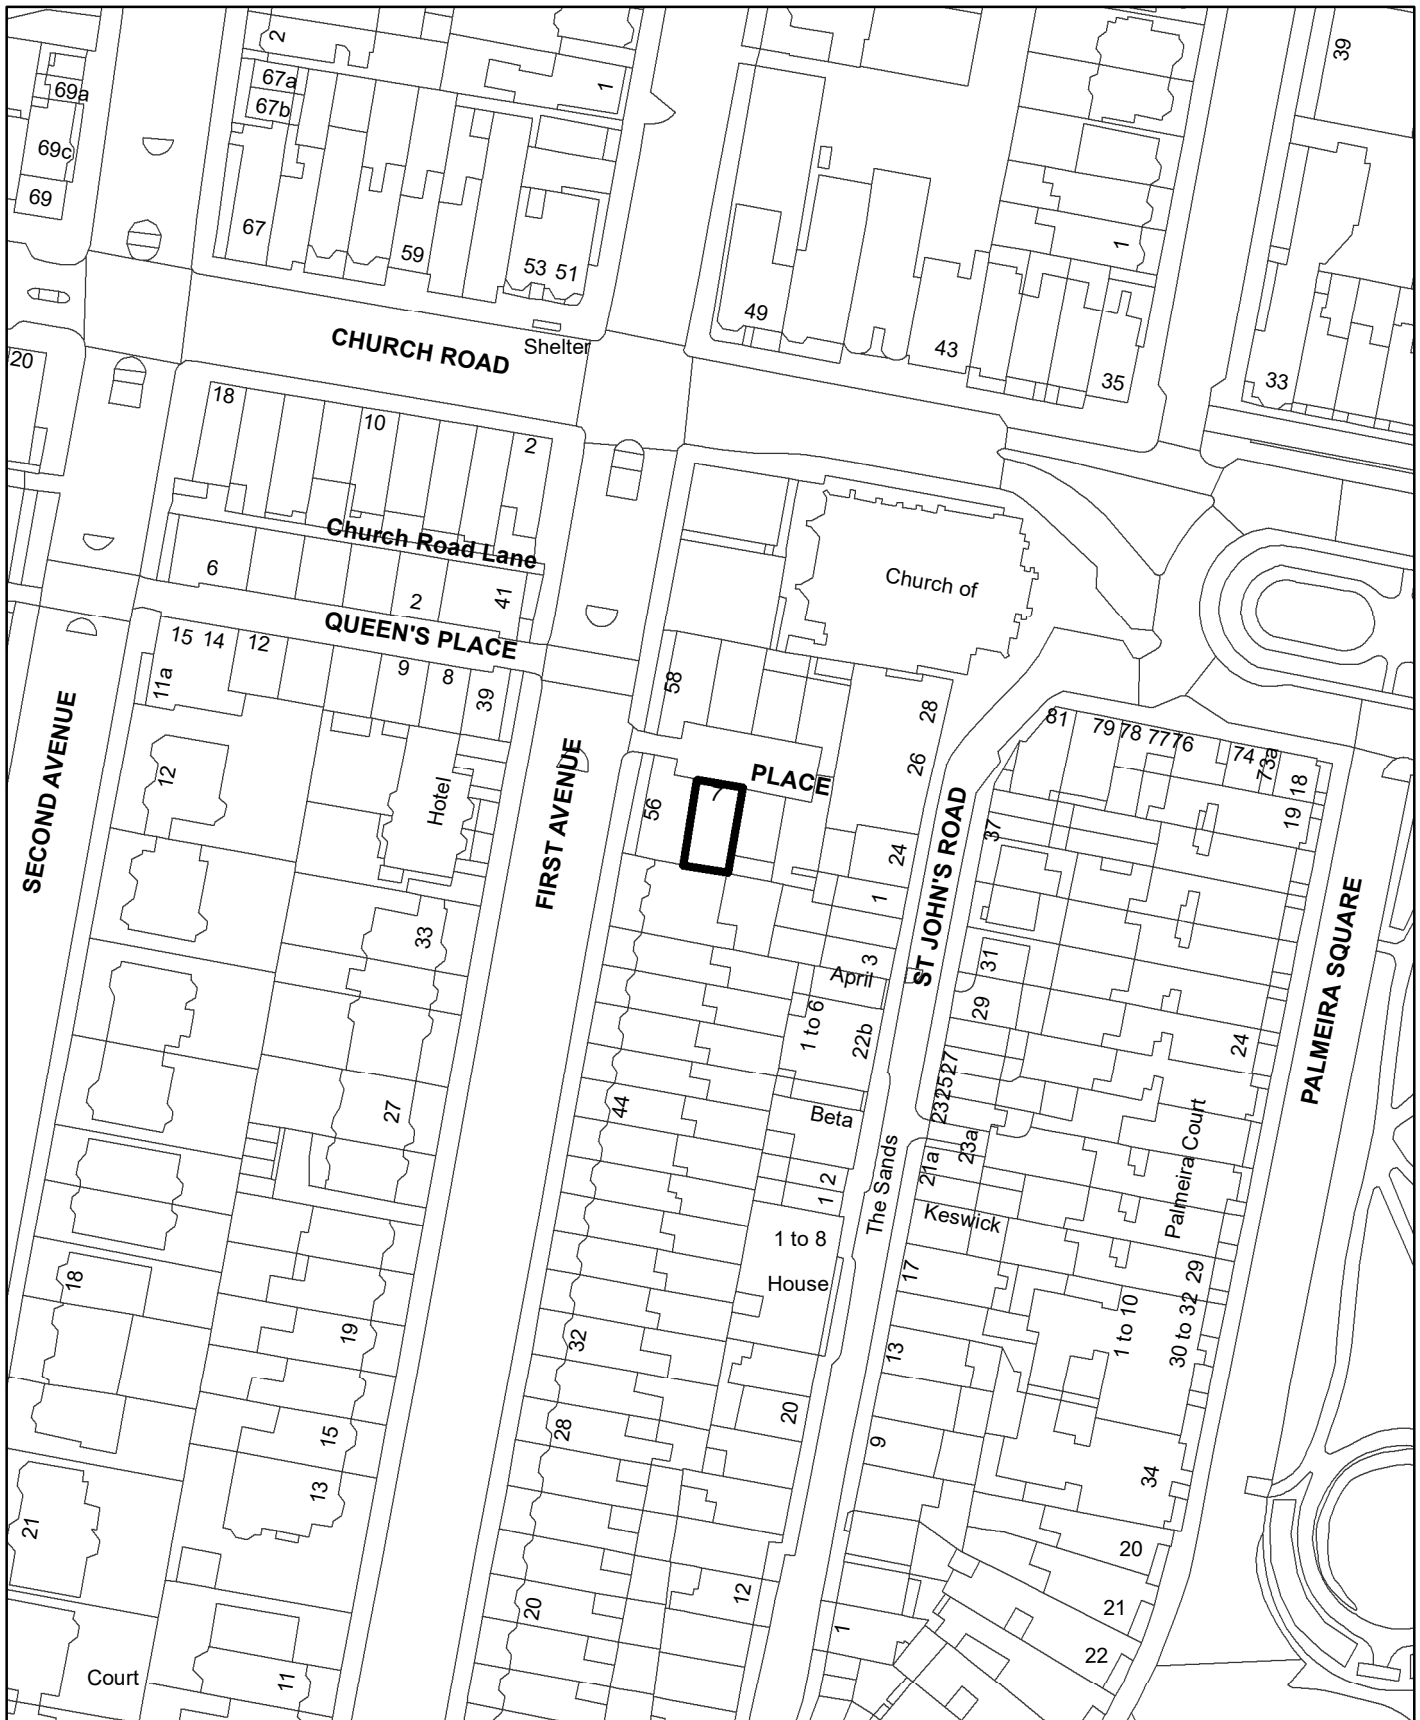 2
67a
67b
1
39
69a
69c
69
67
59
53
51
49
43
35
1
33
CHURCH ROAD
Shelter
20
18
10
2
Church Road Lane
6
2
41
QUEEN'S PLACE
Church of
15
14
12
11a
9
8
39
58
28
26
81
79
78
77
76
74
73a
18
19
SECOND AVENUE
12
Hotel
FIRST AVENUE
56
7
PLACE
24
ST JOHN'S ROAD
37
PALMEIRA SQUARE
33
1
3
April
31
29
1 to 6
22b
24
27
44
Beta
27
25
23
23a
21a
Palmeira Court
The Sands
2
1
Keswick
1 to 8
House
17
29
18
19
32
13
1 to 10
30 to 32
15
28
20
9
34
13
21
20
20
12
21
1
22
Court
11